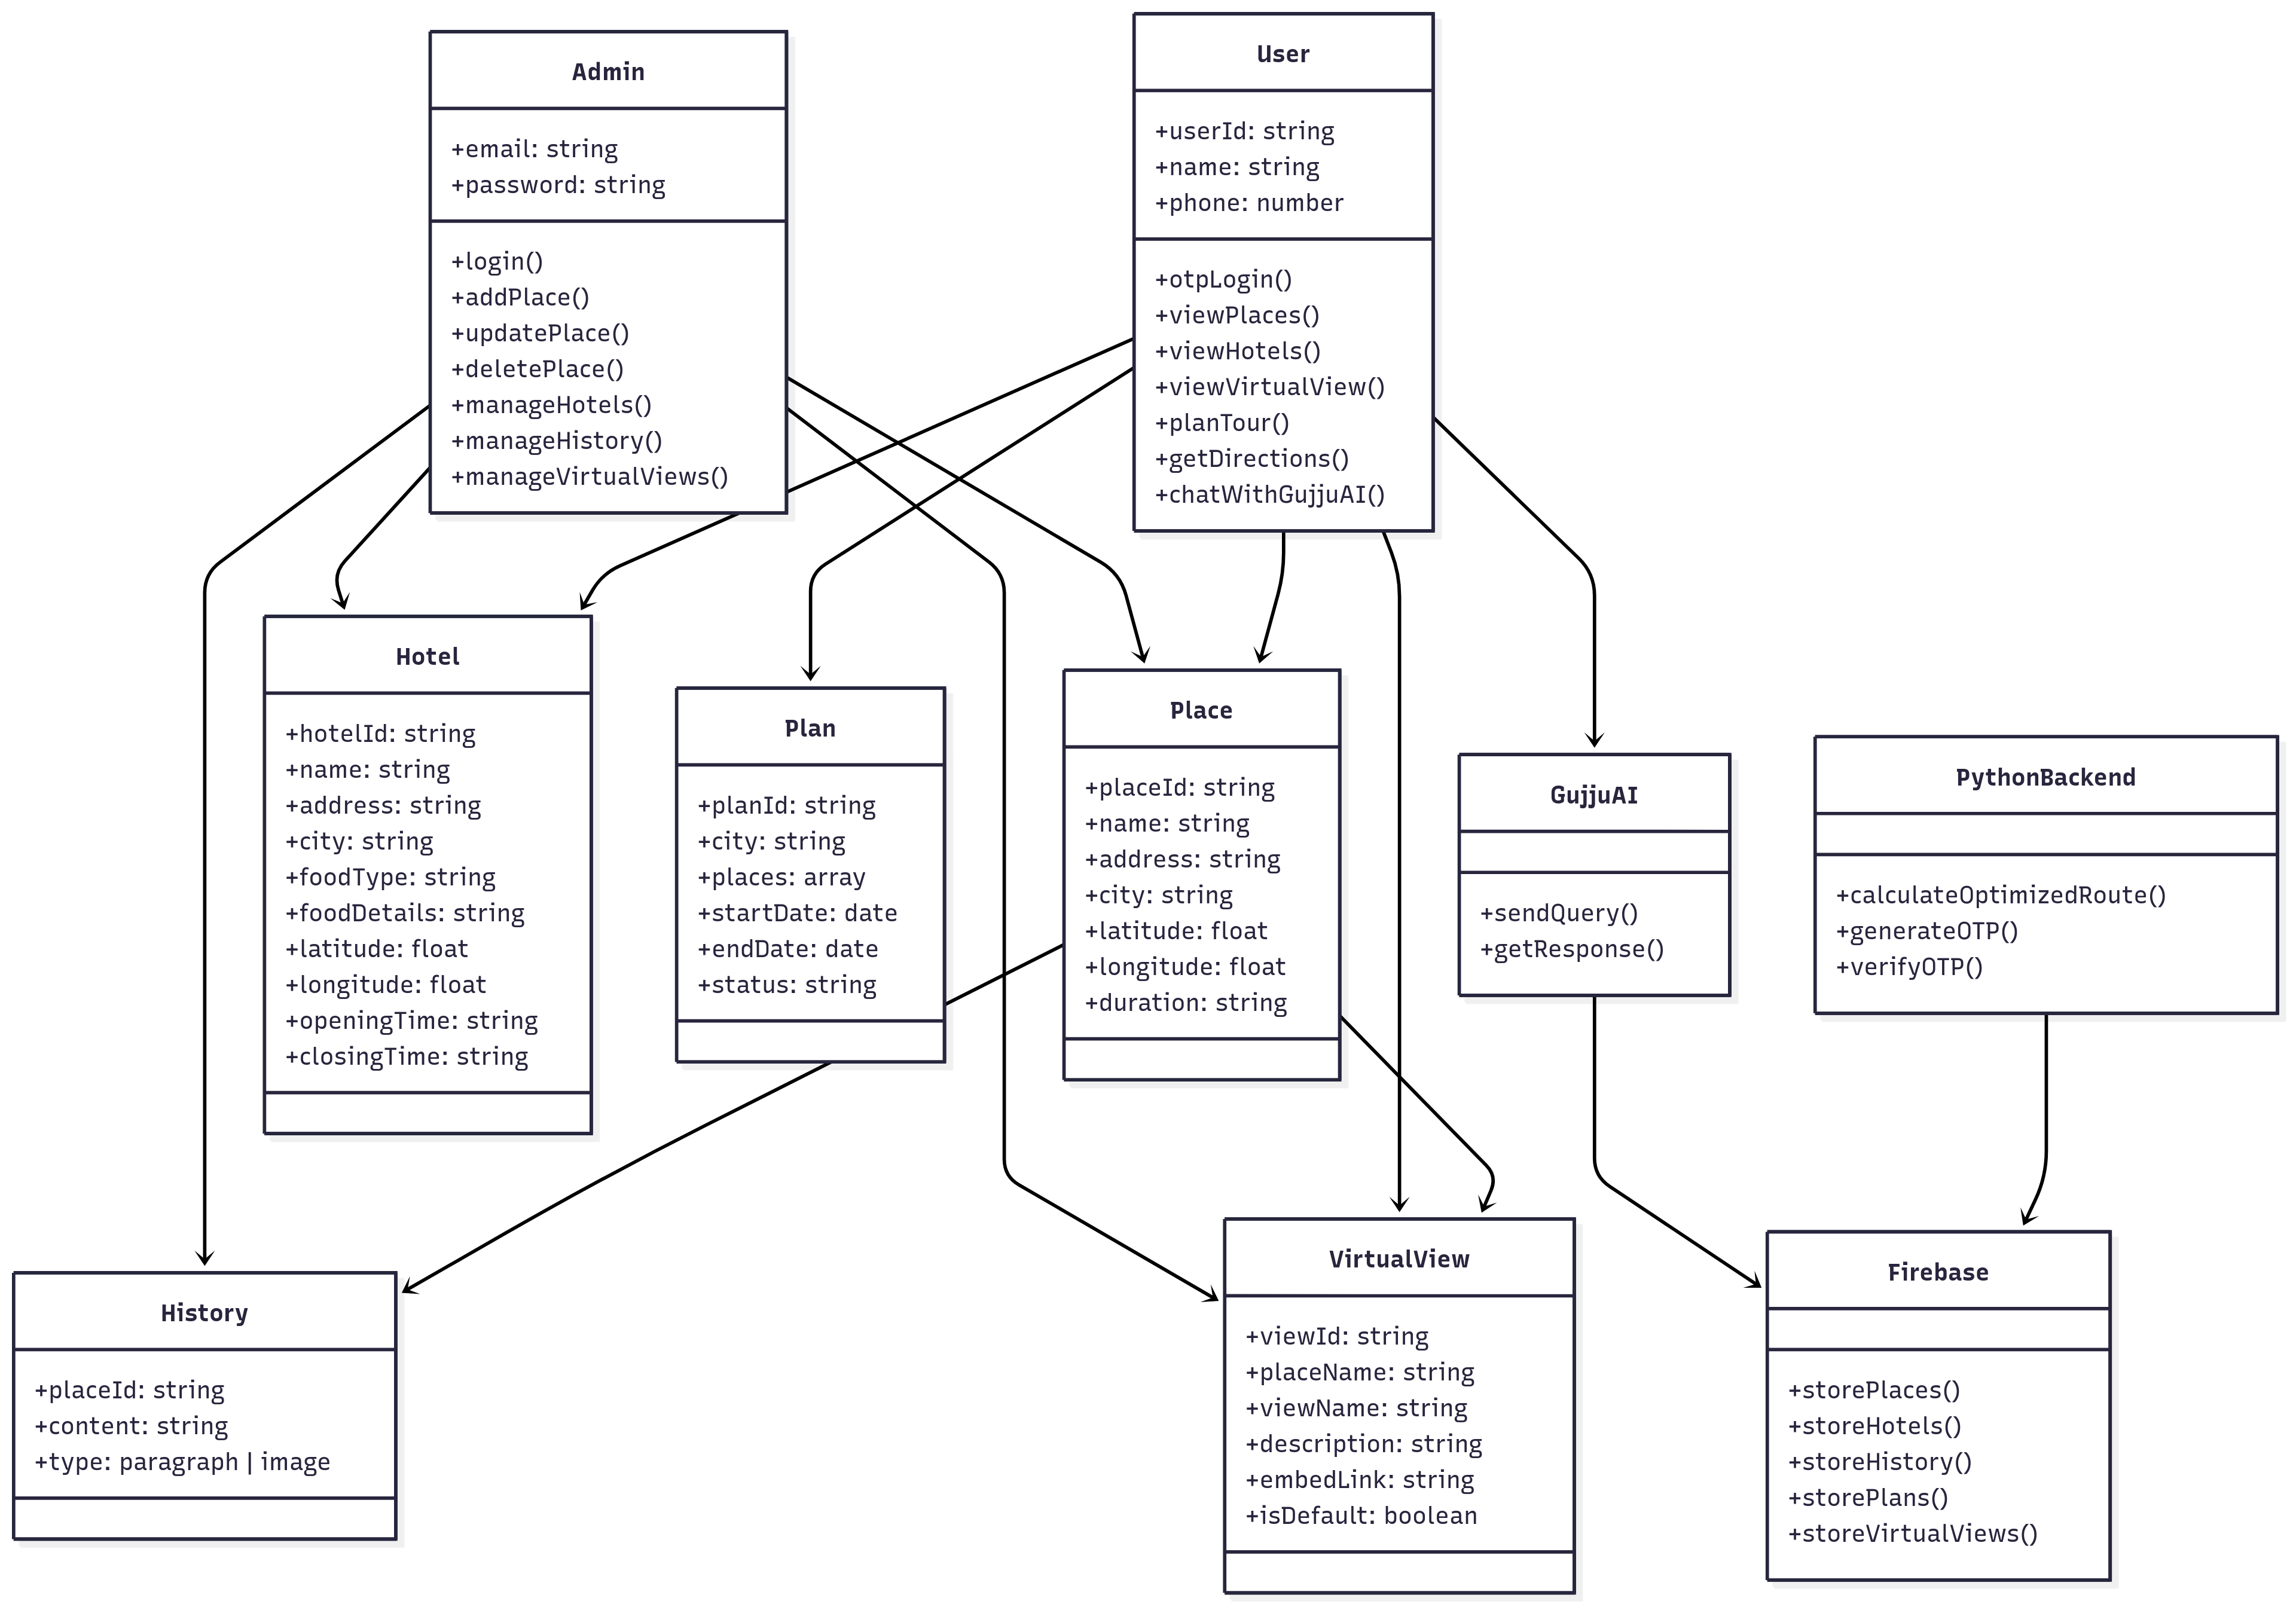 Admin
+email: string
+password: string
+login()
+addPlace()
+updatePlace()
+deletePlace()
+manageHotels()
+manageHistory()
+manageVirtualViews()
User
+userId: string
+name: string
+phone: number
+otpLogin()
+viewPlaces()
+viewHotels()
+viewVirtualView()
+planTour()
+getDirections()
+chatWithGujjuAI()
Hotel
+hotelId: string
+name: string
+address: string
+city: string
+foodType: string
+foodDetails: string
+latitude: float
+longitude: float
+openingTime: string
+closingTime: string
Plan
+planId: string
+city: string
+places: array
+startDate: date
+endDate: date
+status: string
Place
+placeId: string
+name: string
+address: string
+city: string
+latitude: float
+longitude: float
+duration: string
GujjuAI
+sendQuery()
+getResponse()
PythonBackend
+calculateOptimizedRoute()
+generateOTP()
+verifyOTP()
History
+placeId: string
+content: string
+type: paragraph | image
VirtualView
+viewId: string
+placeName: string
+viewName: string
+description: string
+embedLink: string
+isDefault: boolean
Firebase
+storePlaces()
+storeHotels()
+storeHistory()
+storePlans()
+storeVirtualViews()